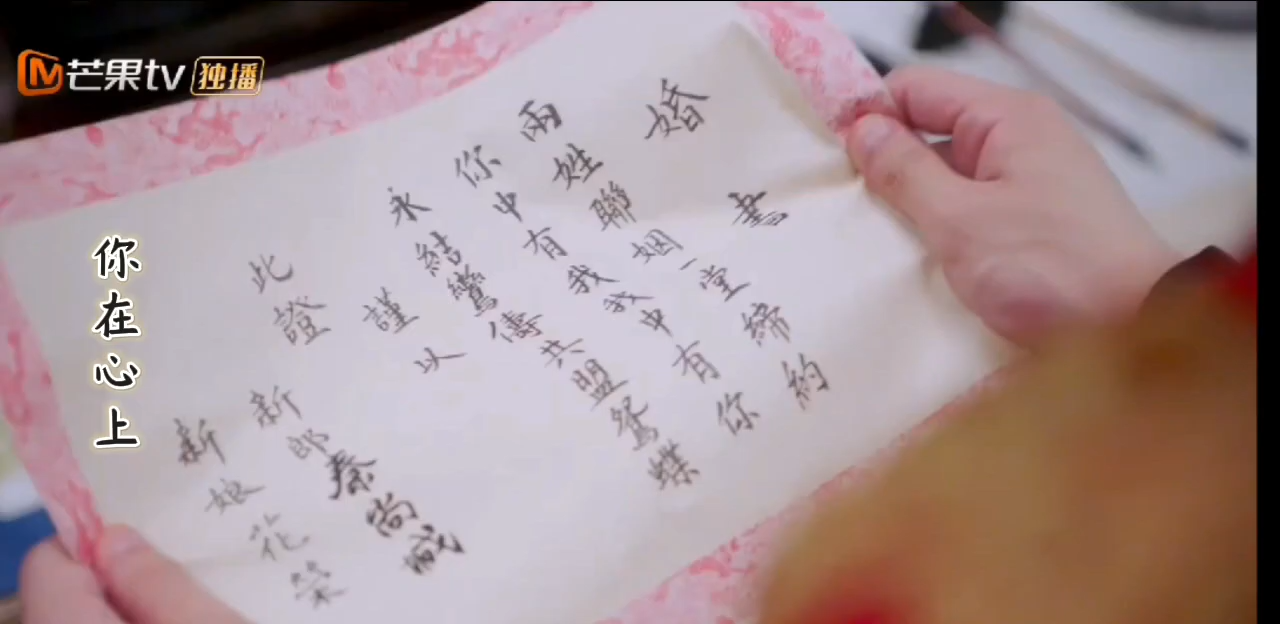 芒果tv 独播
你在心上
婚書
兩姓聯姻一堂締約
你中有我我中有你
永結鸞儔共盟鴛蝶
謹以
此證
新郎秦尚城
新娘花榮